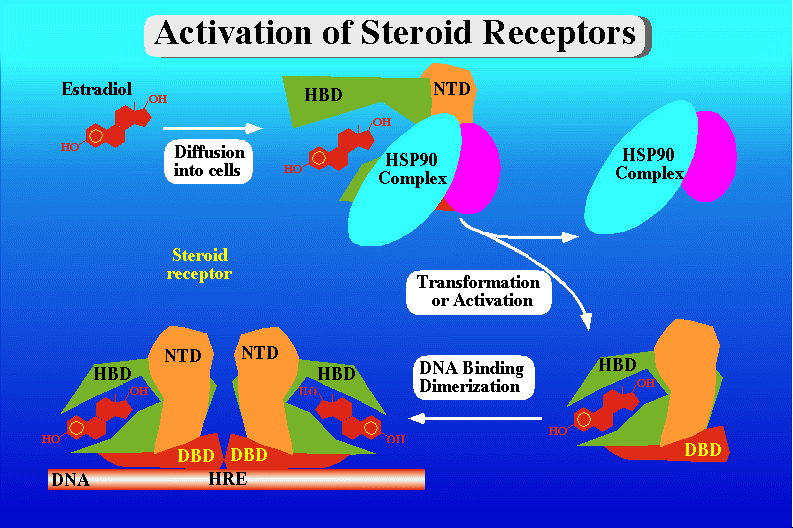 Activation of Steroid Receptors
Estradiol
OH
HO
Diffusion
into cells
HBD
NTD
OH
HO
HSP90
Complex
HSP90
Complex
Steroid
receptor
Transformation
or Activation
HBD
NTD
OH
HO
DBD
NTD
HBD
HO
OH
DBD
DNA Binding
Dimerization
HBD
OH
HO
DBD
DNA
HRE